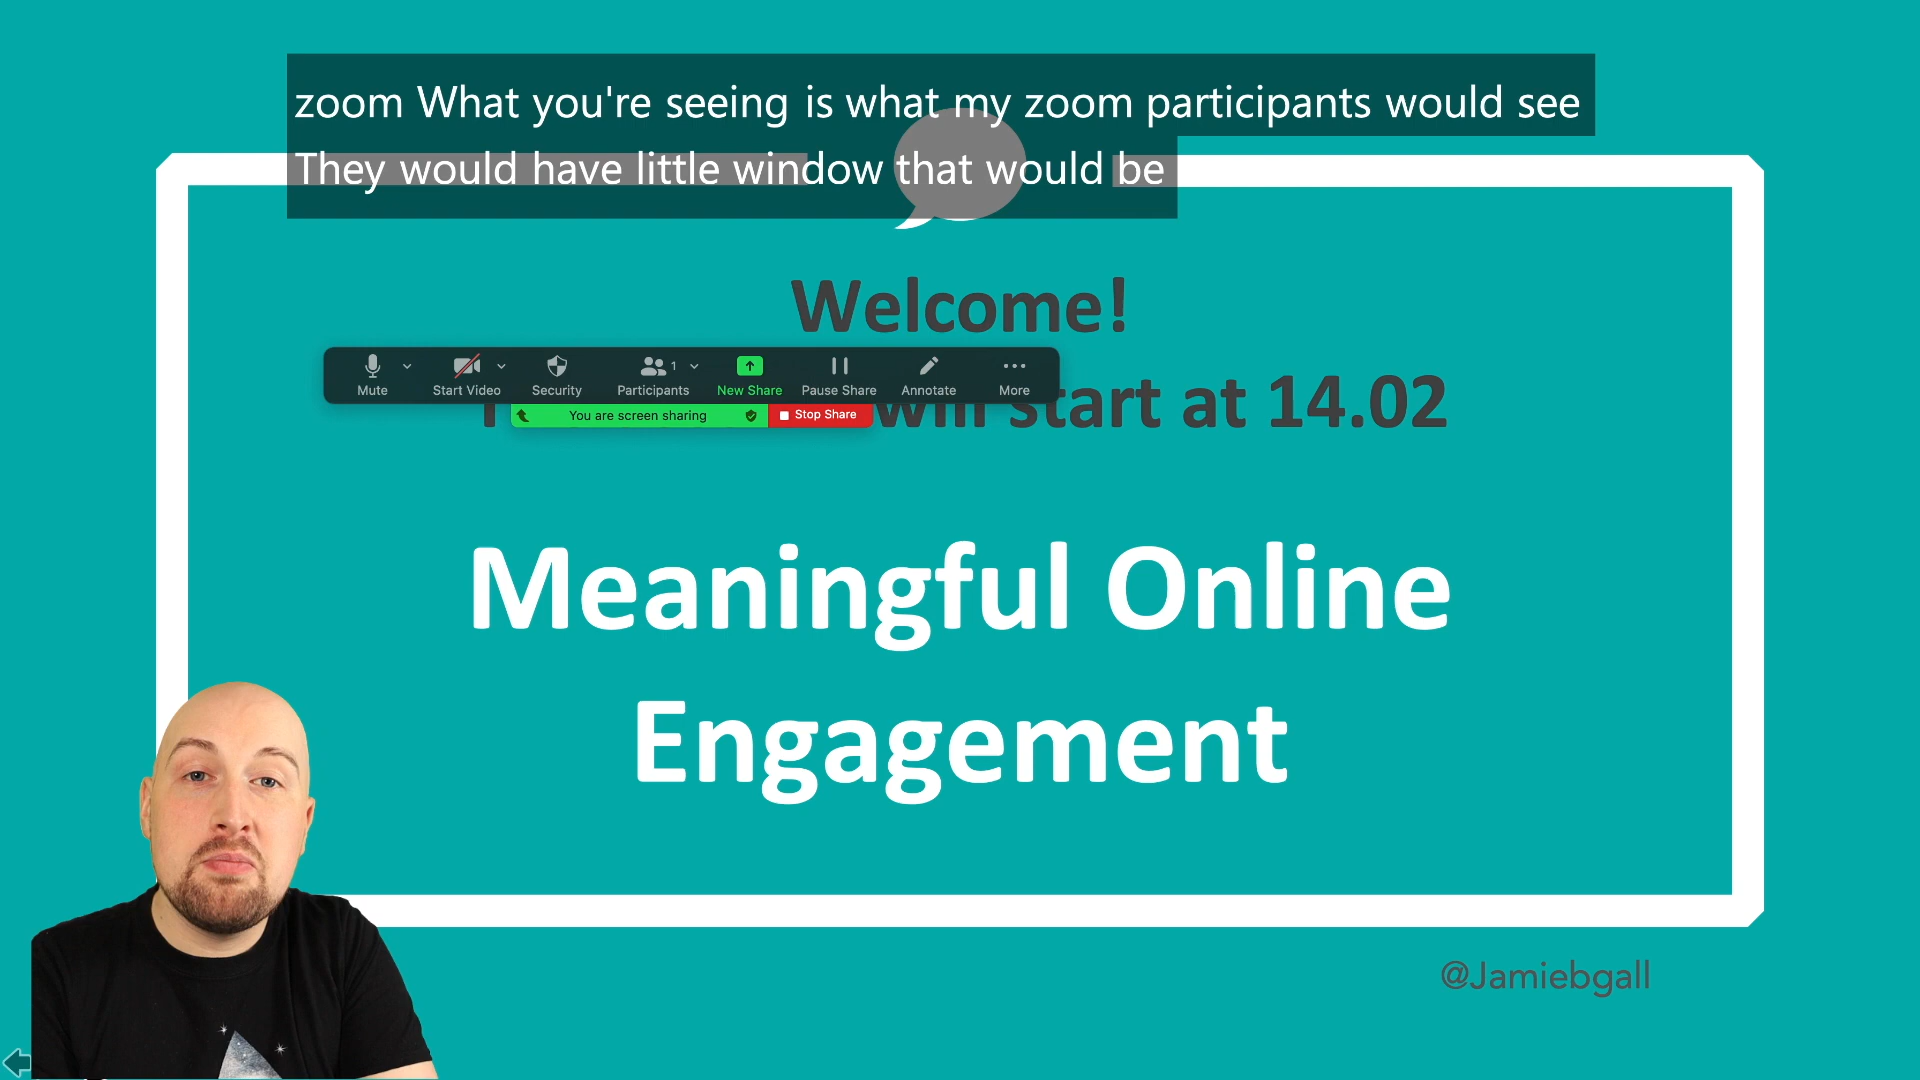 zoom What you're seeing is what my zoom participants would see
They would have little window that would be
Welcome!
Mute
Start Video
Security
1
Participants
New Share
Pause Share
Annotate
More
will start at 14.02
You are screen sharing
Stop Share
Meaningful Online
Engagement
@Jamiebgall